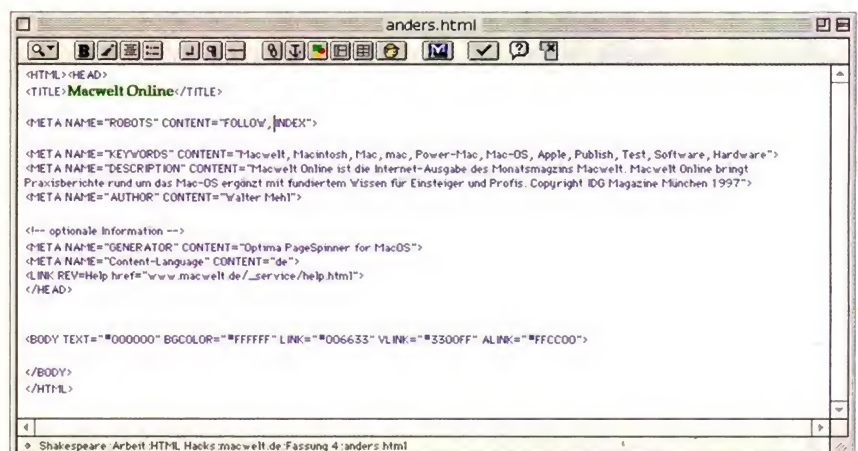 anders.html
<HTML><HEAD>
<TITLE>Macwelt Online</TITLE>
<META NAME="ROBOTS" CONTENT="FOLLOW,INDEX">
<META NAME="KEYWORDS" CONTENT="Macwelt, Macintosh, Mac, mac, Power-Mac, Mac-OS, Apple, Publish, Test, Software, Hardware">
<META NAME="DESCRIPTION" CONTENT="Macwelt Online ist die Internet-Ausgabe des Monatsmagzins Macwelt. Macwelt Online bringt
Praxisberichte rund um das Mac-OS ergänzt mit fundiertem Wissen für Einsteiger und Profis. Copyright IDG Magazine München 1997">
<META NAME="AUTHOR" CONTENT="Walter Mehl">
<!-- optionale Information -->
<META NAME="GENERATOR" CONTENT="Optima PageSpinner for MacOS">
<META NAME="Content-Language" CONTENT="de">
<LINK REV=Help href="www.macwelt.de/_service/help.html">
</HEAD>
<BODY TEXT="#000000" BGCOLOR="#FFFFFF" LINK="#006633" VLINK="#3300FF" ALINK="#FFCC00">
</BODY>
</HTML>
Shakespeare:Arbeit:HTML Hacks:macwelt.de:Fassung 4:anders.html